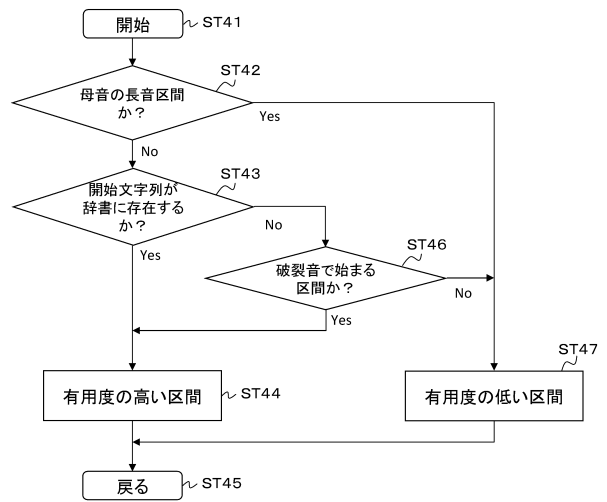 開始
ST41
母音の長音区間
か?
ST42
Yes
No
開始文字列が
辞書に存在する
か?
ST43
No
Yes
破裂音で始まる
区間か?
ST46
No
Yes
有用度の高い区間
ST44
有用度の低い区間
ST47
戻る
ST45